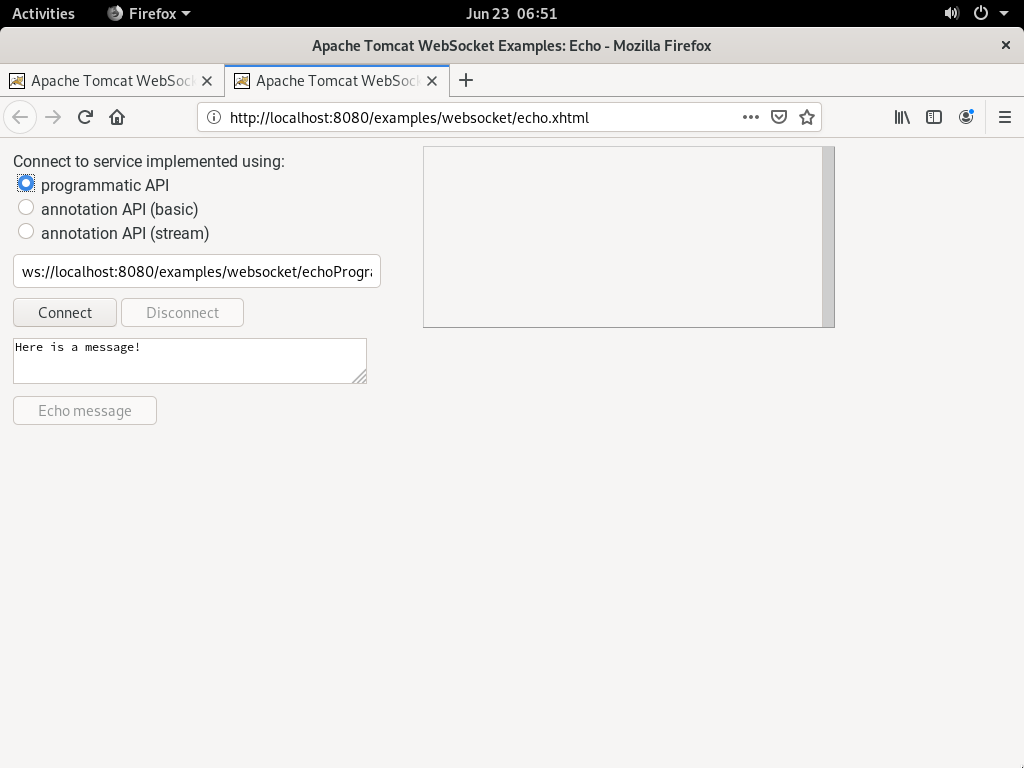 Activities
Firefox
Jun 23 06:51
Apache Tomcat WebSocket Examples: Echo - Mozilla Firefox
Apache Tomcat WebSoc
Apache Tomcat WebSoc
http://localhost:8080/examples/websocket/echo.xhtml
Connect to service implemented using:
programmatic API
annotation API (basic)
annotation API (stream)
ws://localhost:8080/examples/websocket/echoProgra
Connect
Disconnect
Here is a message!
Echo message